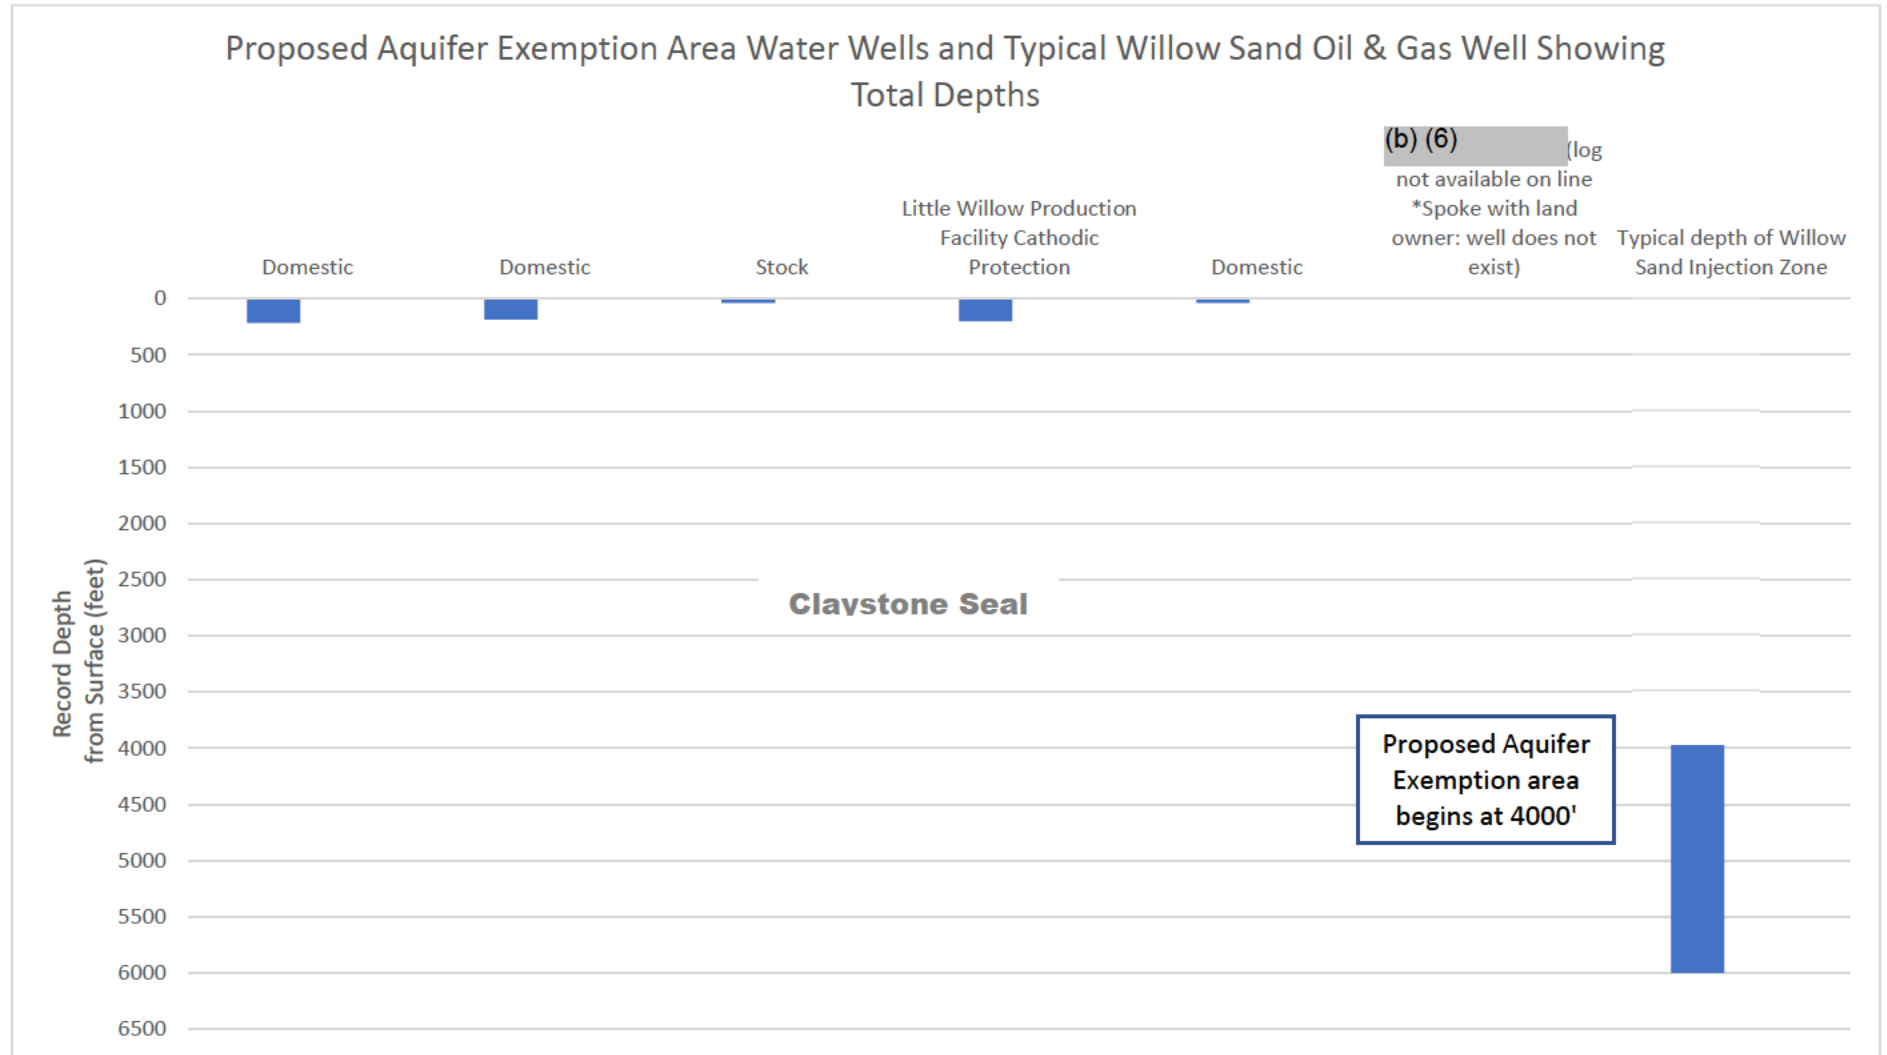 Proposed Aquifer Exemption Area Water Wells and Typical Willow Sand Oil & Gas Well Showing
Total Depths
Domestic
Domestic
Stock
Little Willow Production
Facility Cathodic
Protection
Domestic
(b) (6)
(log
not available on line
*Spoke with land
owner: well does not
exist)
Typical depth of Willow
Sand Injection Zone
0
500
1000
1500
2000
2500
3000
3500
4000
4500
5000
5500
6000
6500
Record Depth
from Surface (feet)
Claystone Seal
Proposed Aquifer
Exemption area
begins at 4000'